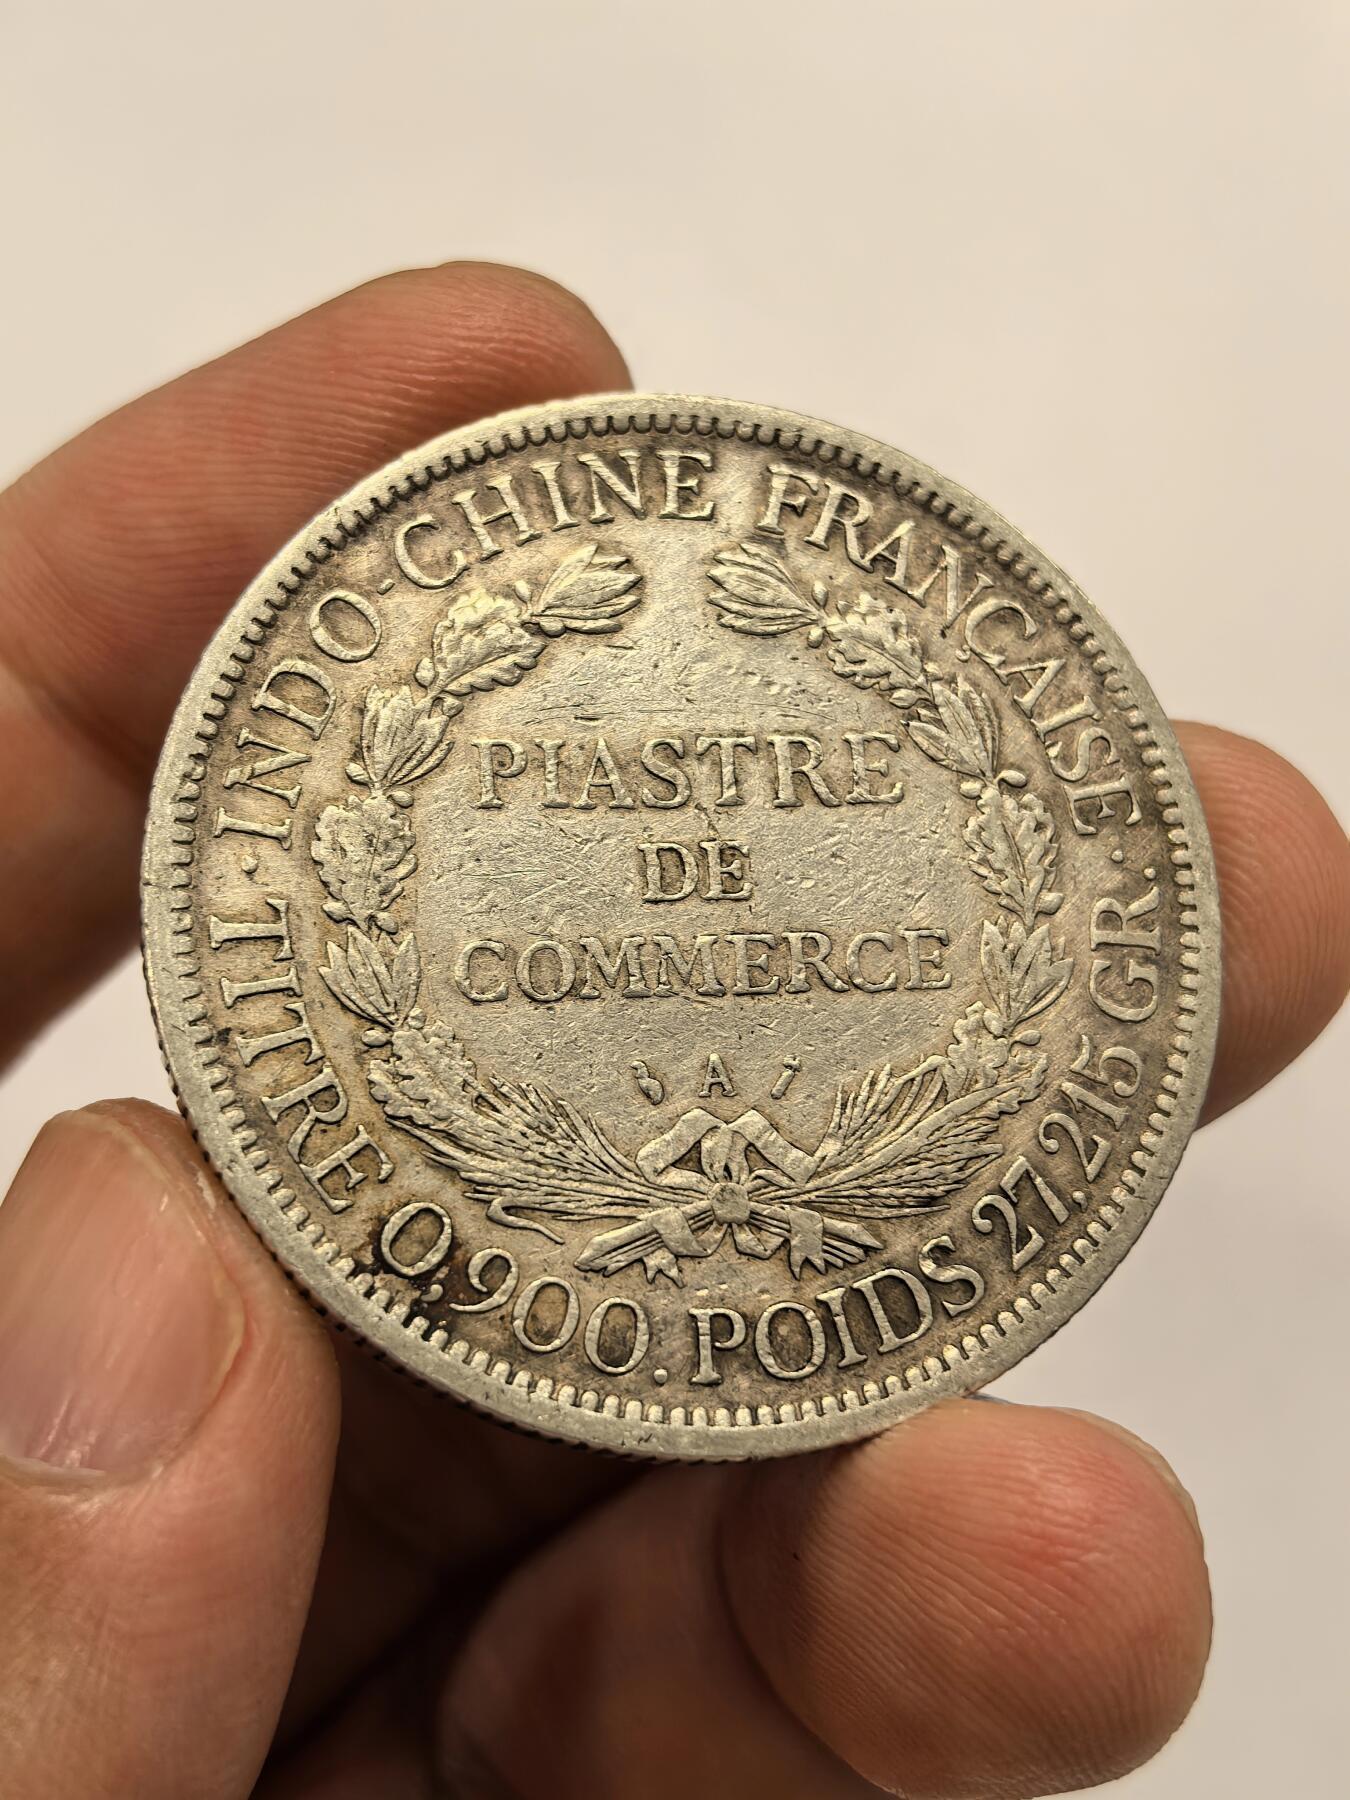 INDO-CHINE FRANÇAISE
PIASTRE
DE
COMMERCE
A
TITRE 0,900. POIDS 27,215 GR.